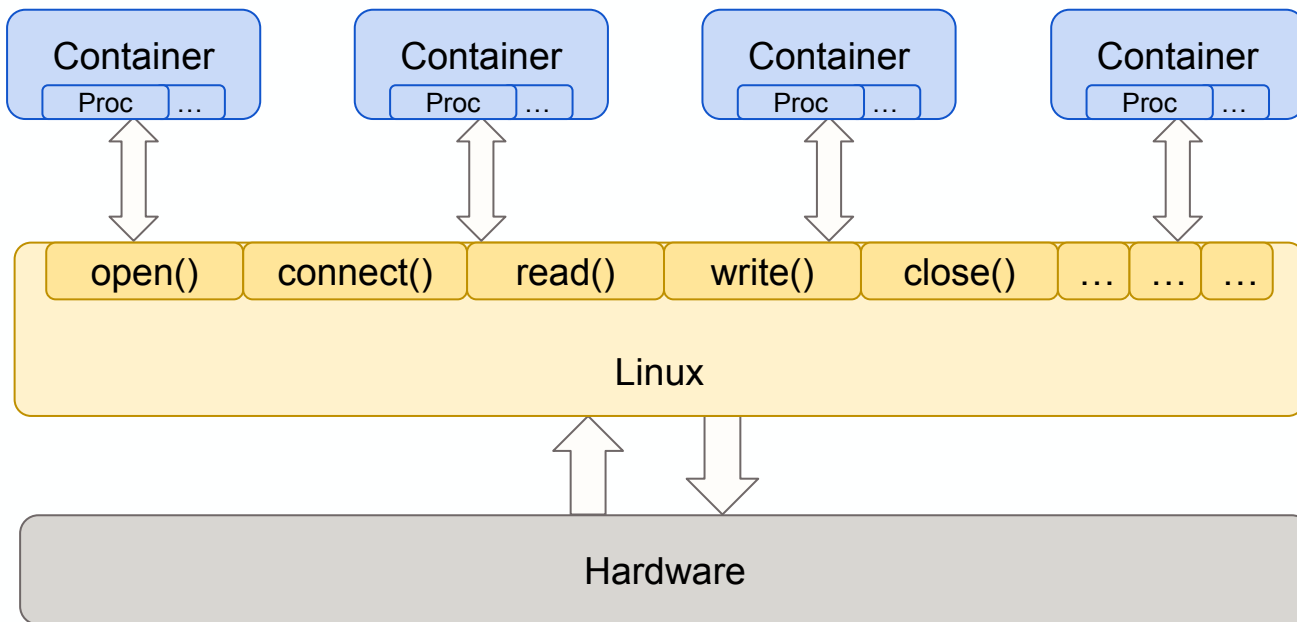 Container Container Container Container
Proc … Proc … Proc … Proc …
open() connect() read() write() close() … … …
Linux
Hardware